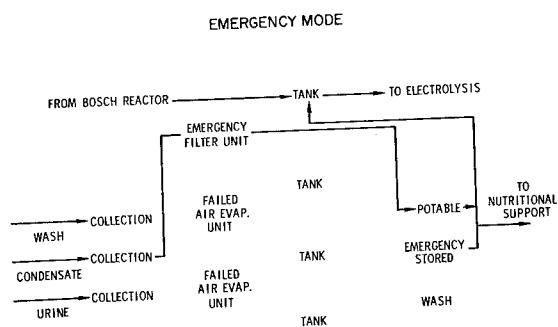 EMERGENCY MODE
FROM BOSCH REACTOR
TANK
TO ELECTROLYSIS
EMERGENCY
FILTER UNIT
TANK
FAILED
AIR EVAP.
UNIT
TO
NUTRITIONAL
SUPPORT
POTABLE
COLLECTION
WASH
EMERGENCY
STORED
TANK
COLLECTION
CONDENSATE
FAILED
AIR EVAP.
UNIT
COLLECTION
URINE
WASH
TANK